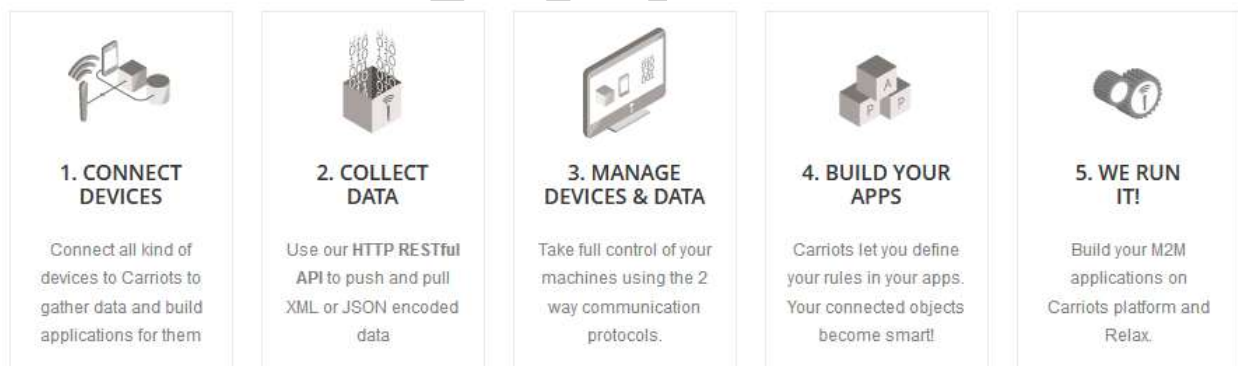 1. CONNECT
DEVICES
Connect all kind of
devices to Carriots to
gather data and build
applications for them
2. COLLECT
DATA
Use our HTTP RESTful
API to push and pull
XML or JSON encoded
data
3. MANAGE
DEVICES & DATA
Take full control of your
machines using the 2
way communication
protocols.
A
P P
4. BUILD YOUR
APPS
Carriots let you define
your rules in your apps.
Your connected objects
become smart!
5. WE RUN
IT!
Build your M2M
applications on
Carriots platform and
Relax.